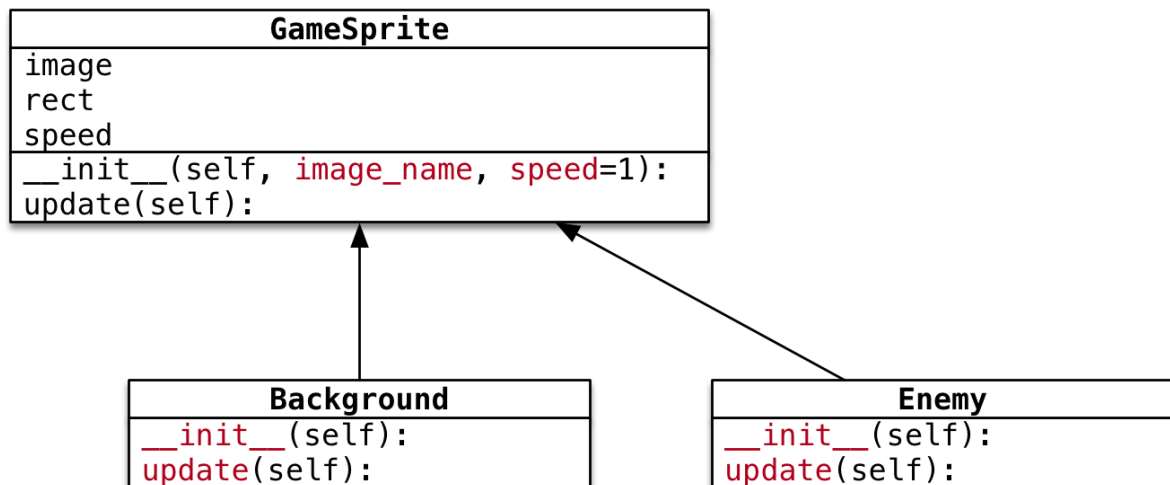 GameSprite
image
rect
speed
__init__(self, image_name, speed=1):
update(self):
Background
__init__(self):
update(self):
Enemy
__init__(self):
update(self):